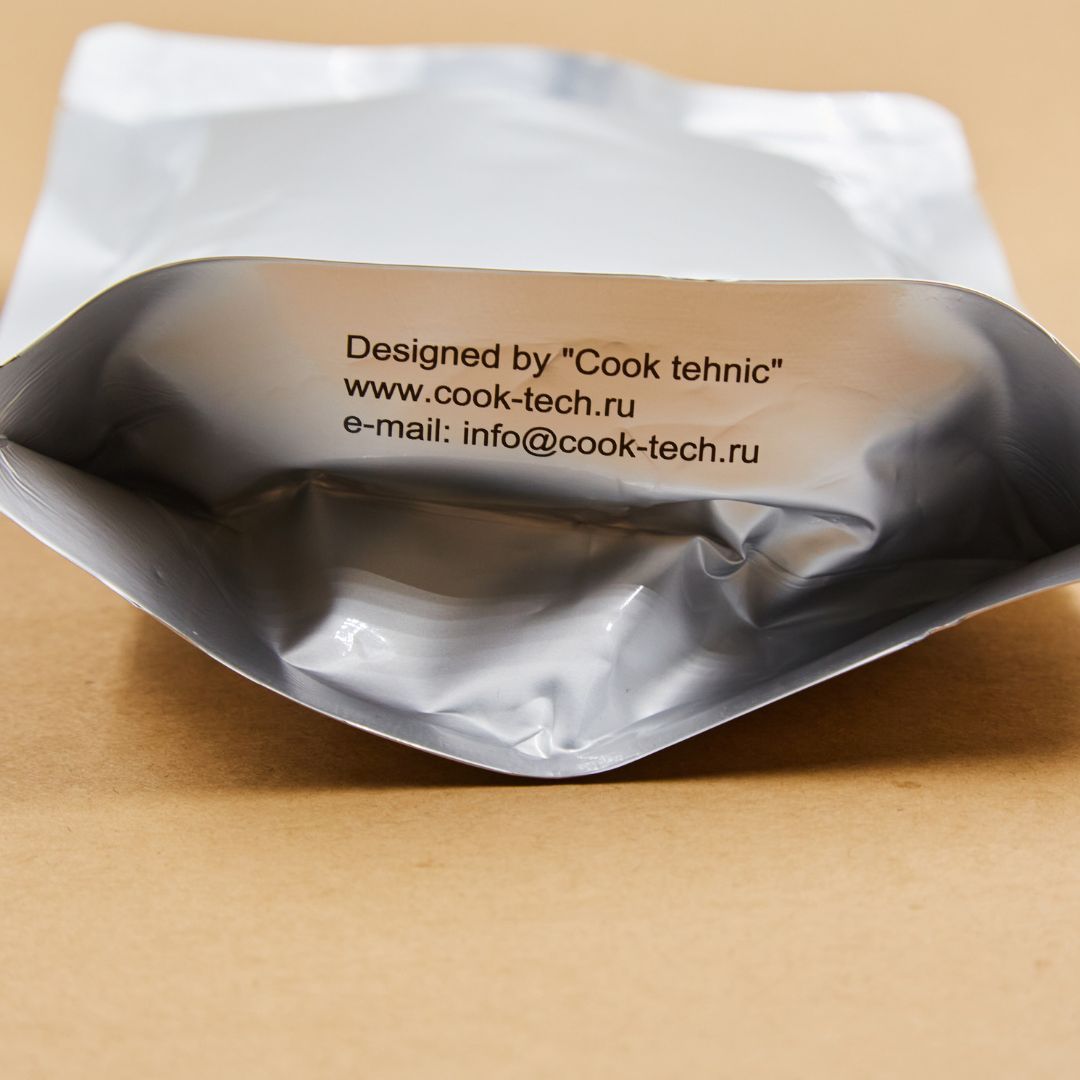 Designed by "Cook tehnic"
www.cook-tech.ru
e-mail: info@cook-tech.ru